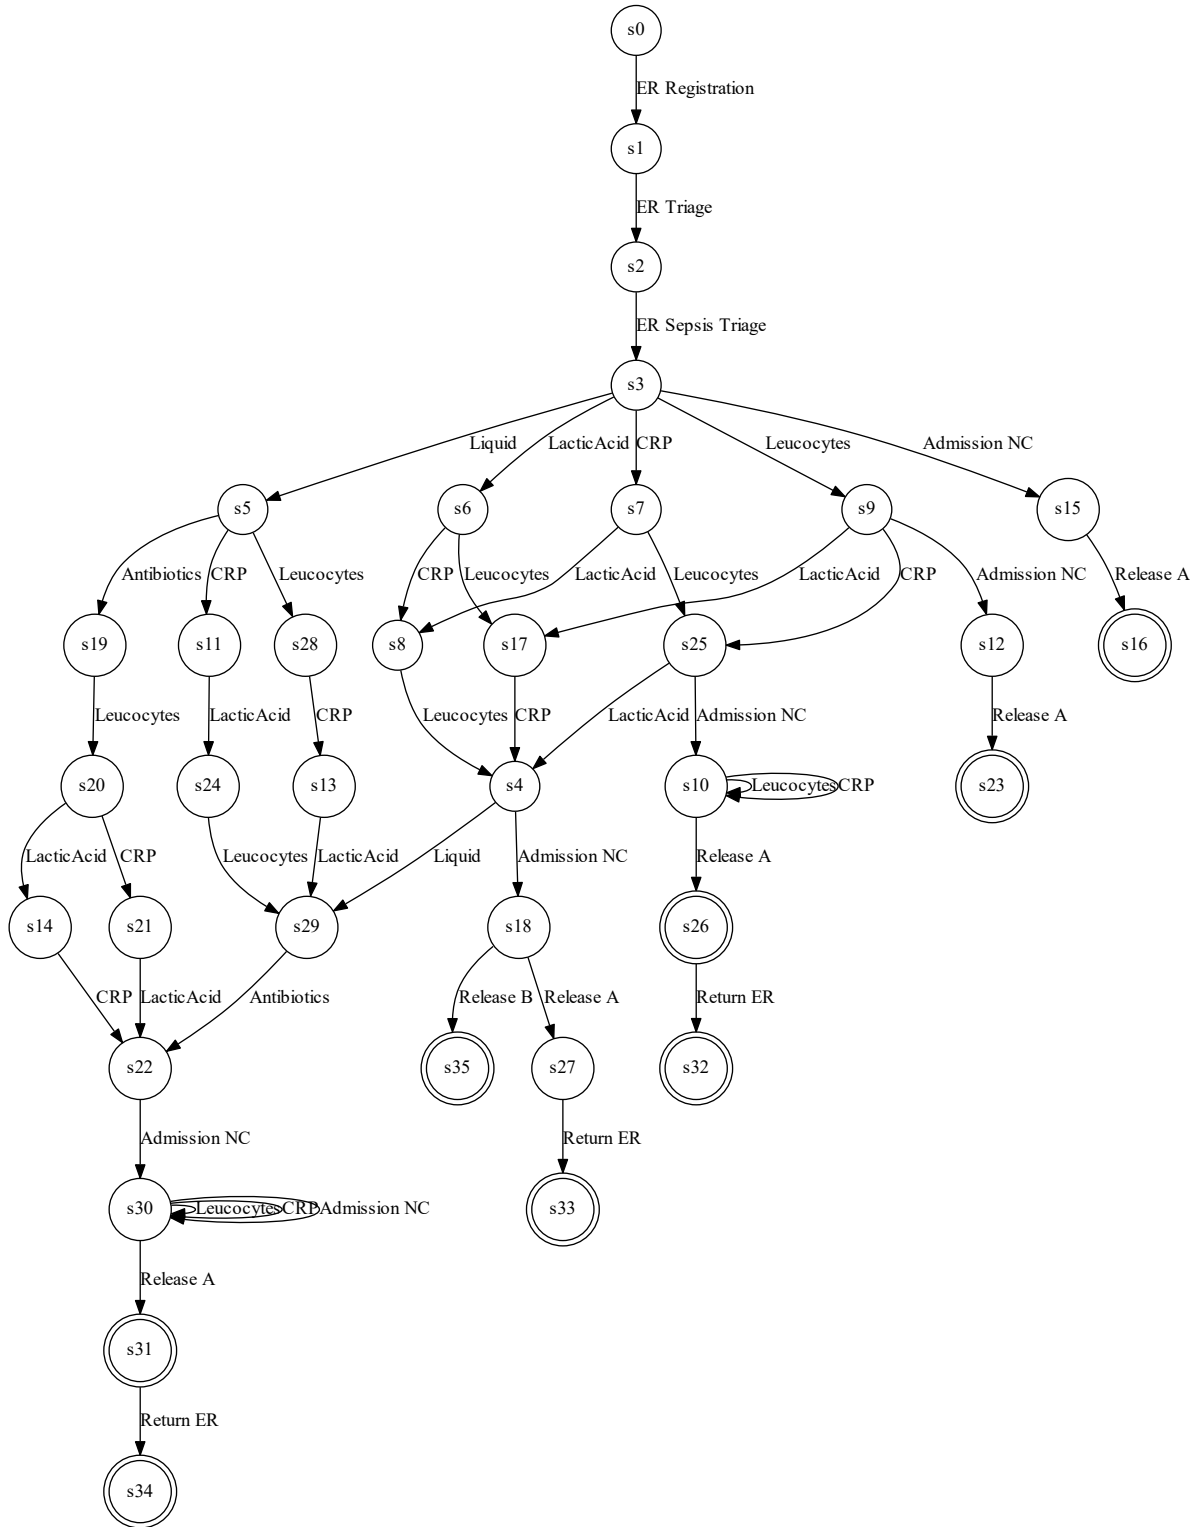 s0
ER Registration
s1
ER Triage
s2
ER Sepsis Triage
s3
Liquid LacticAcid CRP Leucocytes Admission NC
s5 s6 s7 s9 s15
Antibiotics CRP Leucocytes CRP Leucocytes LacticAcid Leucocytes LacticAcid CRP Admission NC Release A
s19 s11 s28 s8 s17 s25 s12 s16
Leucocytes LacticAcid CRP Leucocytes CRP LacticAcid Admission NC Release A
s20 s24 s13 s4 s10 Leucocytes CRP s23
LacticAcid CRP Leucocytes LacticAcid Liquid Admission NC Release A
s14 s21 s29 s18 s26
CRP LacticAcid Antibiotics Release B Release A Return ER
s22 s35 s27 s32
Admission NC Return ER
s30 Leucocytes CRP Admission NC s33
Release A
s31
Return ER
s34